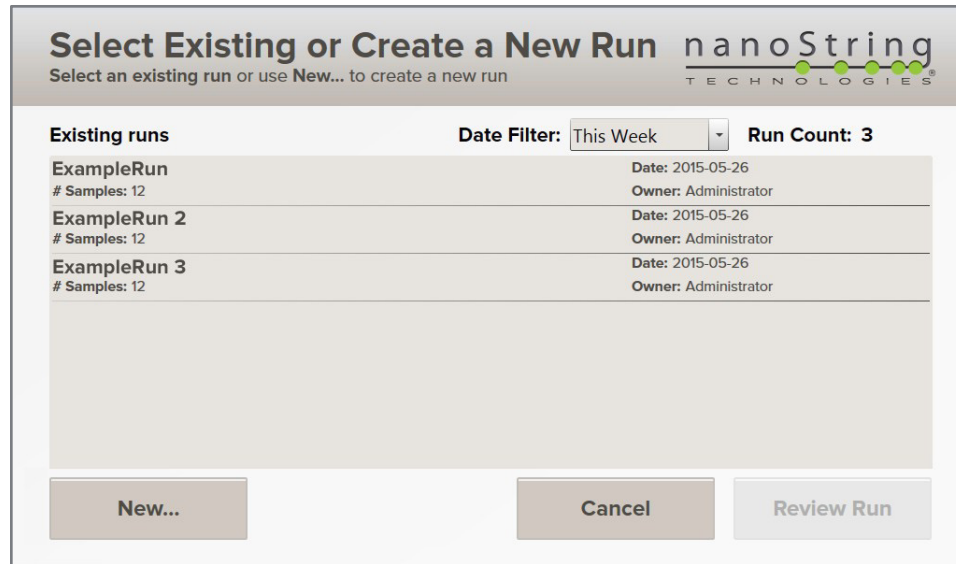 Select Existing or Create a New Run
Select an existing run or use New... to create a new run
nanoString
TECHNOLOGIES®
Existing runs
Date Filter: This Week
Run Count: 3
ExampleRun
Date: 2015-05-26
# Samples: 12
Owner: Administrator
ExampleRun 2
Date: 2015-05-26
# Samples: 12
Owner: Administrator
ExampleRun 3
Date: 2015-05-26
# Samples: 12
Owner: Administrator
New...
Cancel
Review Run